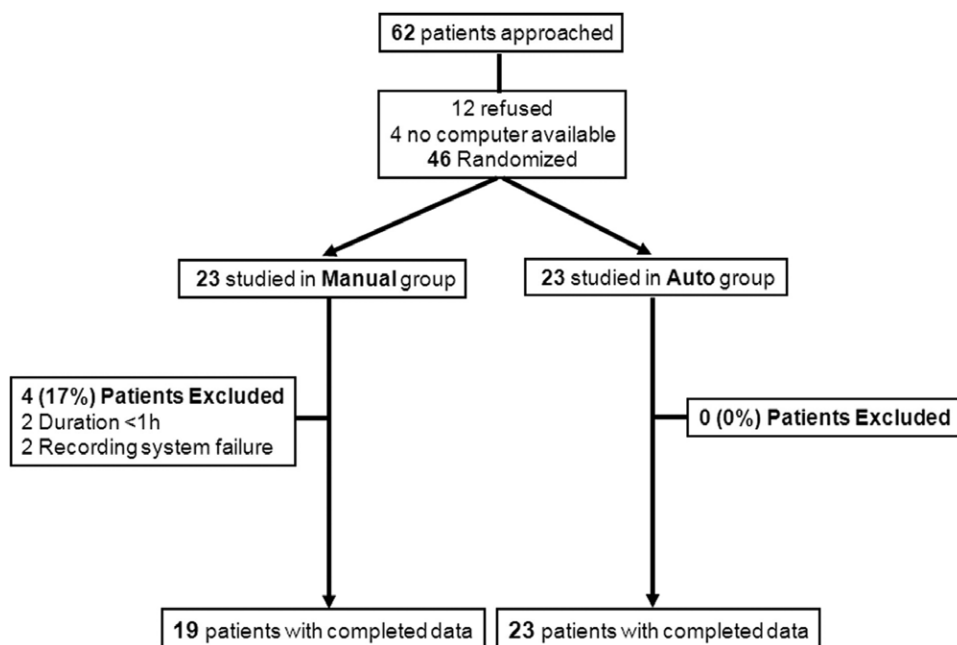 62 patients approached
12 refused
4 no computer available
46 Randomized
23 studied in Manual group
23 studied in Auto group
4 (17%) Patients Excluded
2 Duration <1h
2 Recording system failure
0 (0%) Patients Excluded
19 patients with completed data
23 patients with completed data